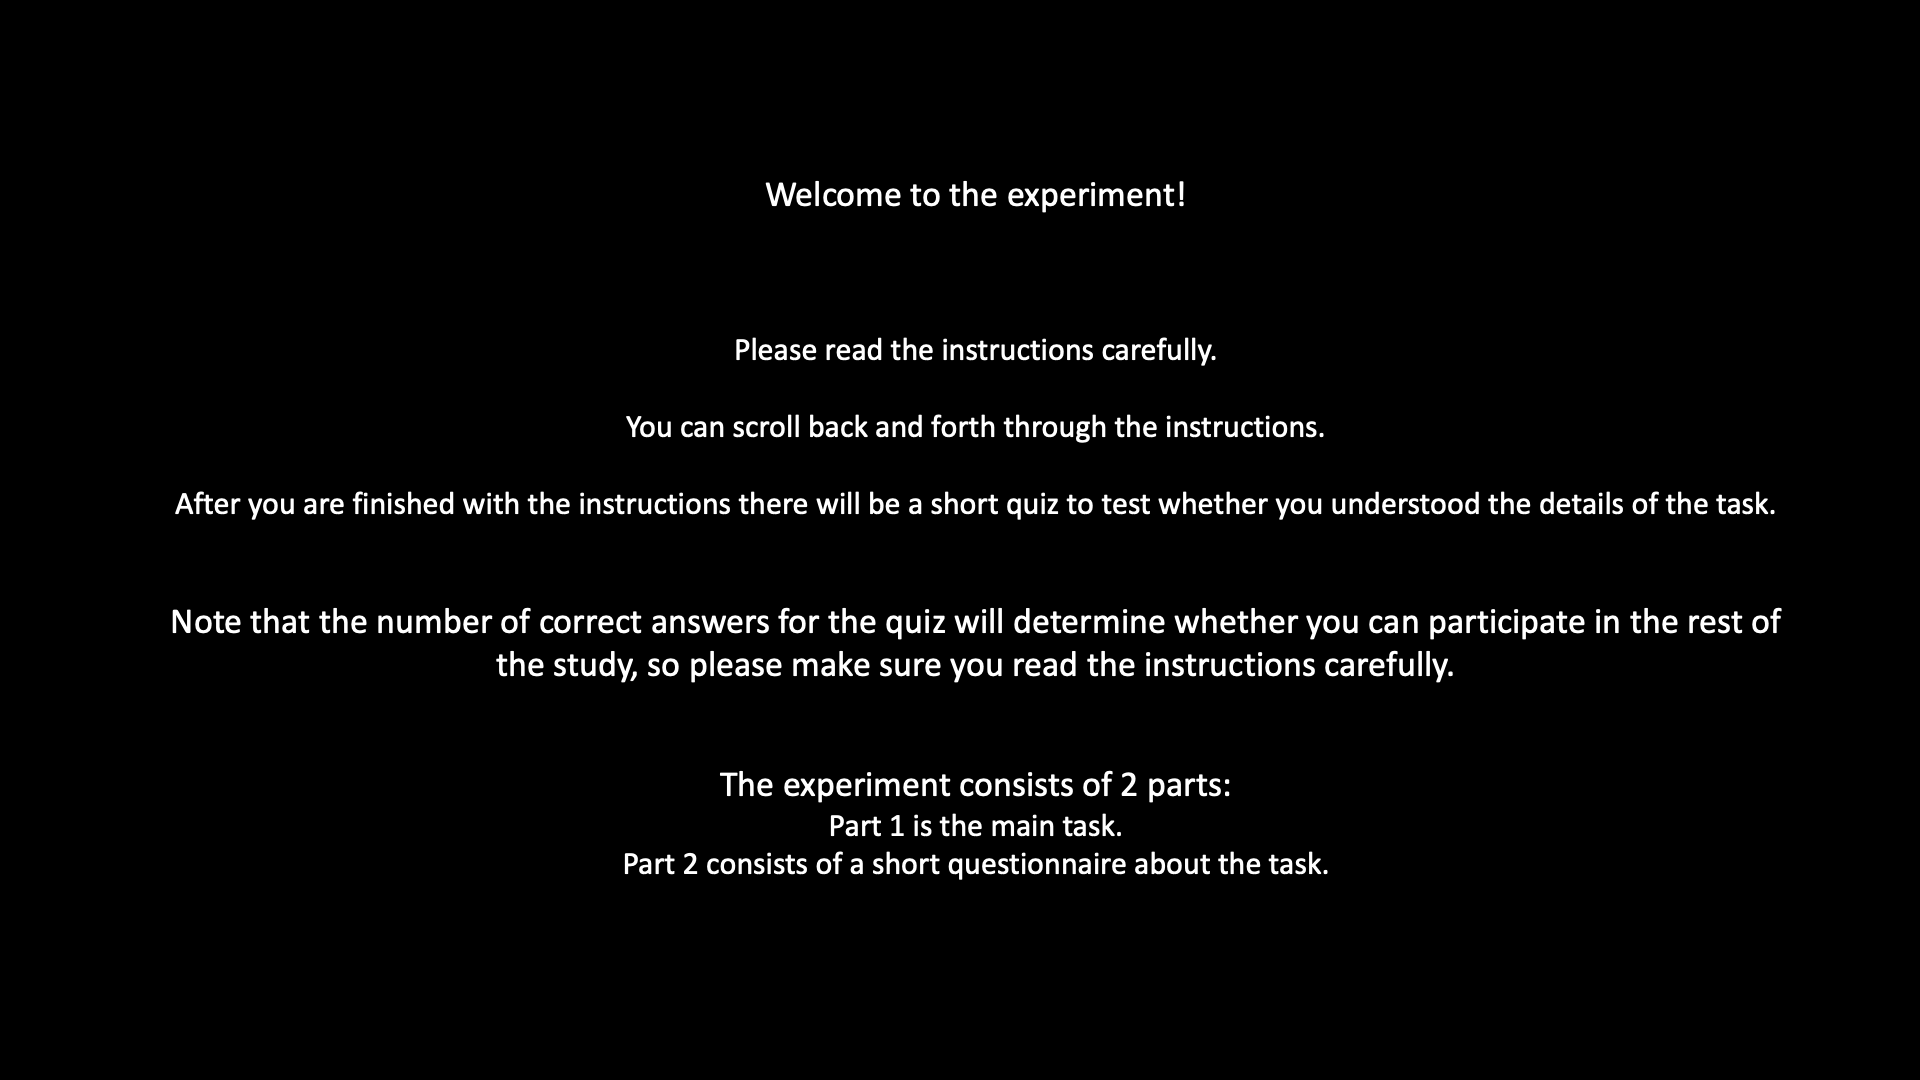 Welcome to the experiment!
Please read the instructions carefully.
You can scroll back and forth through the instructions.
After you are finished with the instructions there will be a short quiz to test whether you understood the details of the task.
Note that the number of correct answers for the quiz will determine whether you can participate in the rest of
the study, so please make sure you read the instructions carefully.
The experiment consists of 2 parts:
Part 1 is the main task.
Part 2 consists of a short questionnaire about the task.